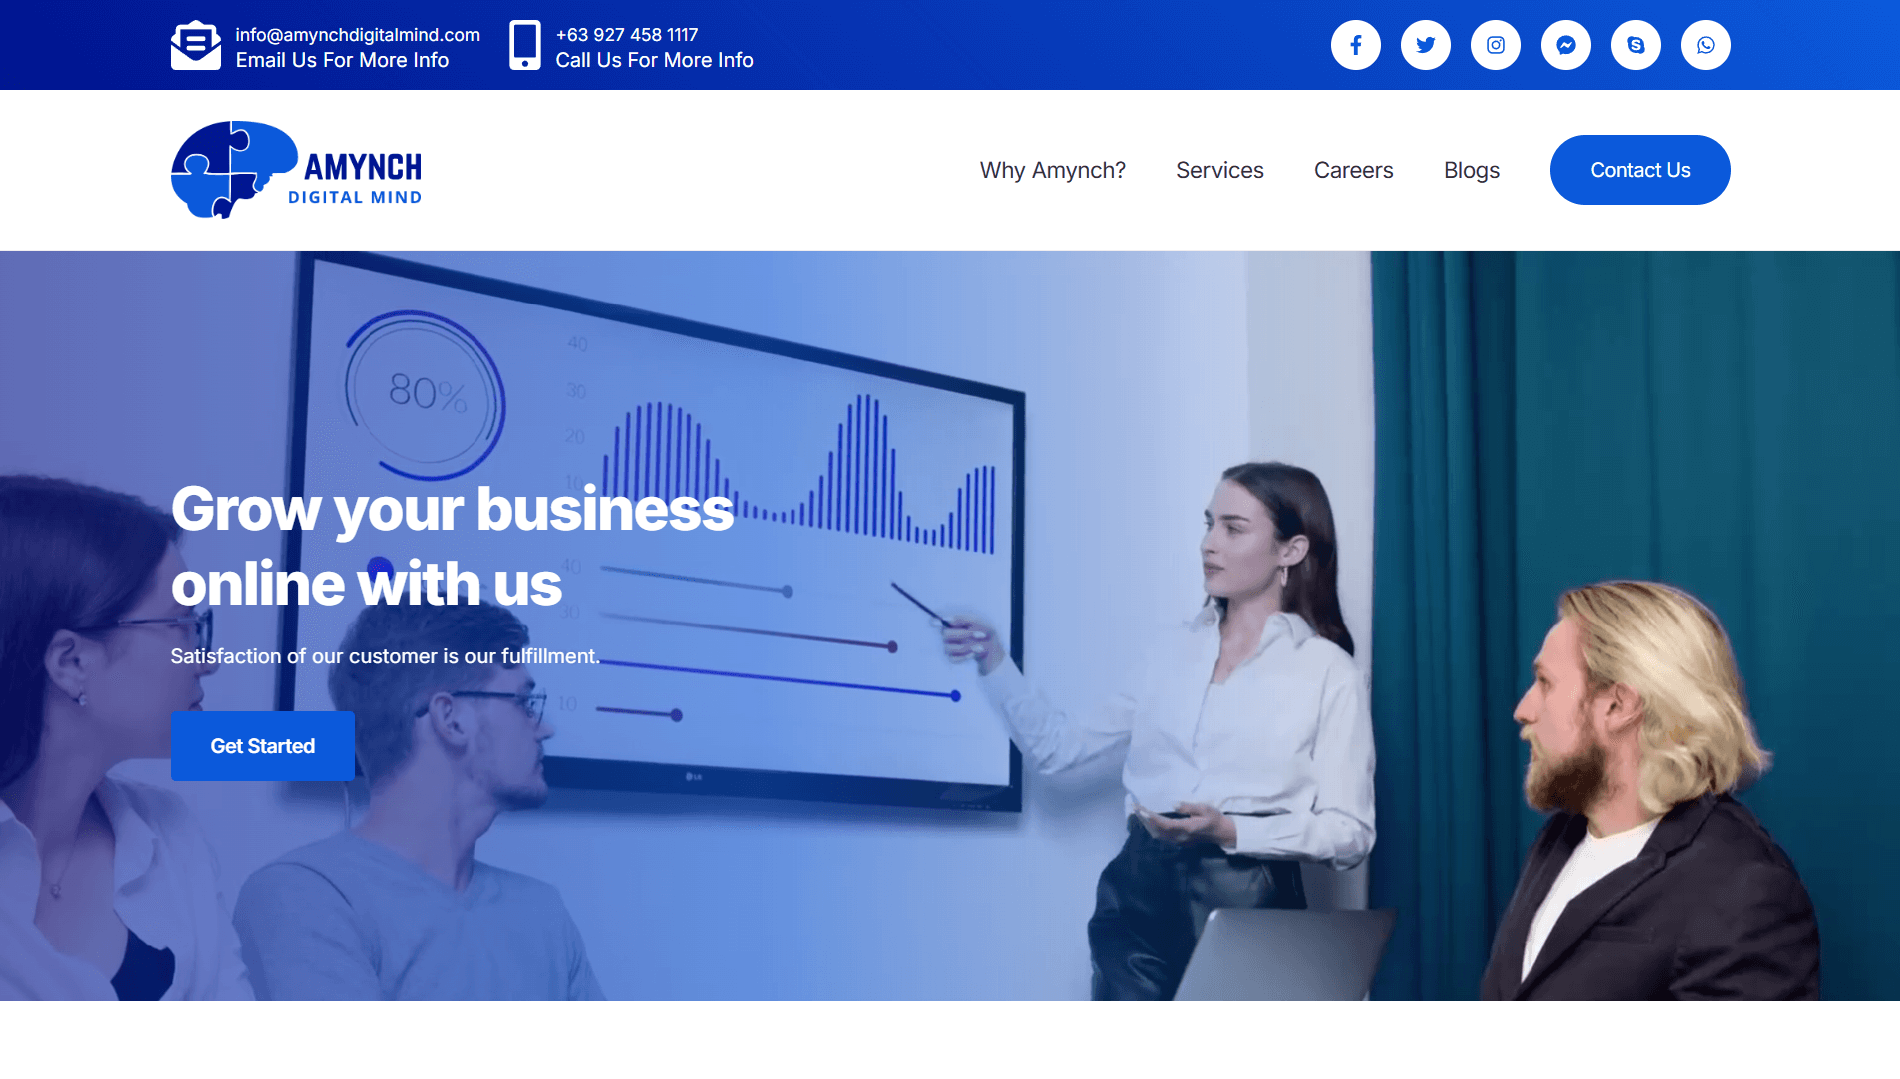 info@amynchdigitalmind.com
Email Us For More Info
+63 927 458 1117
Call Us For More Info
AMYNCH
DIGITAL MIND
Why Amynch?
Services
Careers
Blogs
Contact Us
80%
40
30
20
10
Grow your business
online with us
40
30
Satisfaction of our customer is our fulfillment.
10
Get Started
LG